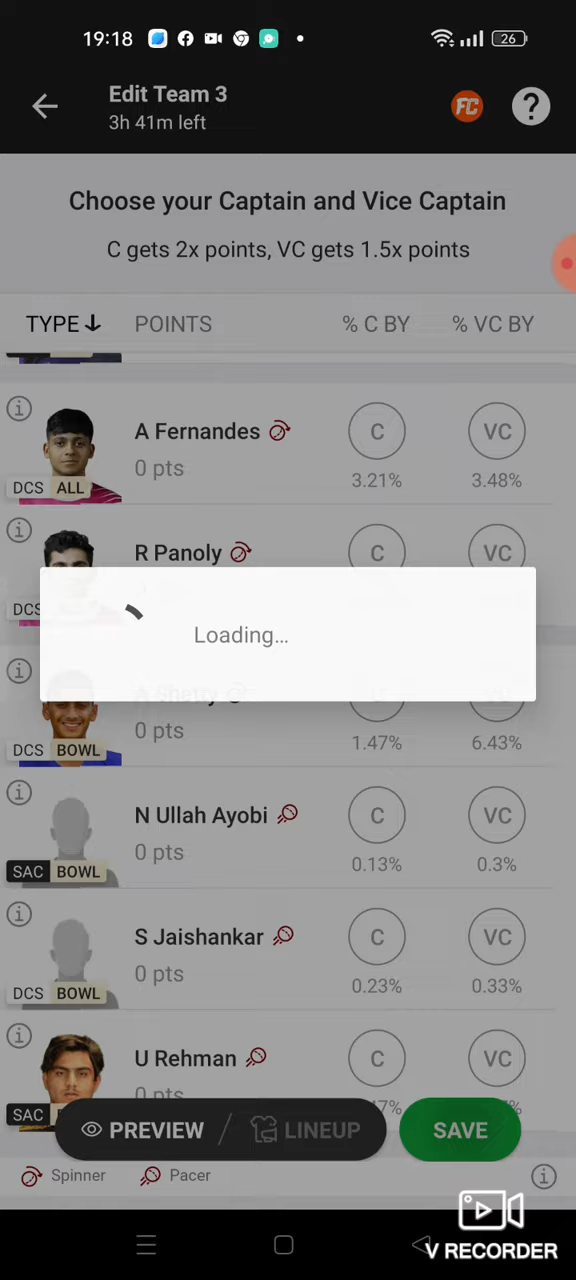 19:18
26
Edit Team 3
3h 41m left
FC
?
Choose your Captain and Vice Captain
C gets 2x points, VC gets 1.5x points
TYPE POINTS % C BY % VC BY
A Fernandes
C VC
0 pts
3.21% 3.48%
DCS ALL
R Panoly
C VC
DCS
Loading...
A Shetty
0 pts
1.47% 6.43%
DCS BOWL
N Ullah Ayobi
C VC
0 pts
0.13% 0.3%
SAC BOWL
S Jaishankar
C VC
0 pts
0.23% 0.33%
DCS BOWL
U Rehman
C VC
0 pts
SAC
PREVIEW / LINEUP SAVE
Spinner Pacer
V RECORDER